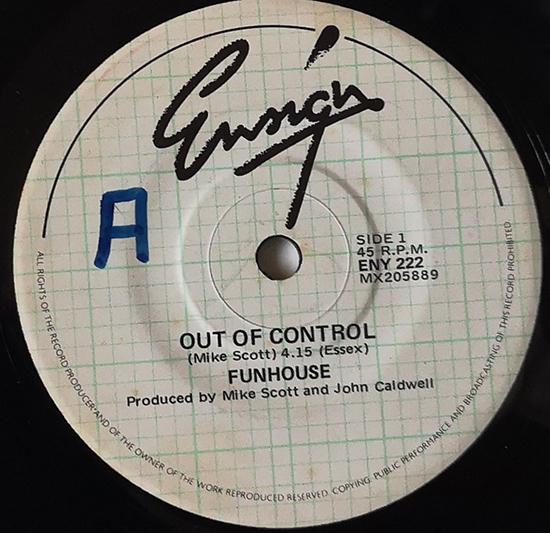 Ensign
A
SIDE 1
45 R.P.M.
ENY 222
MX205889
OUT OF CONTROL
(Mike Scott) 4.15 (Essex)
FUNHOUSE
Produced by Mike Scott and John Caldwell
ALL RIGHTS OF THE RECORD PRODUCER AND OF THE OWNER OF THE WORK REPRODUCED RESERVED. COPYING, PUBLIC PERFORMANCE AND BROADCASTING OF THIS RECORD PROHIBITED